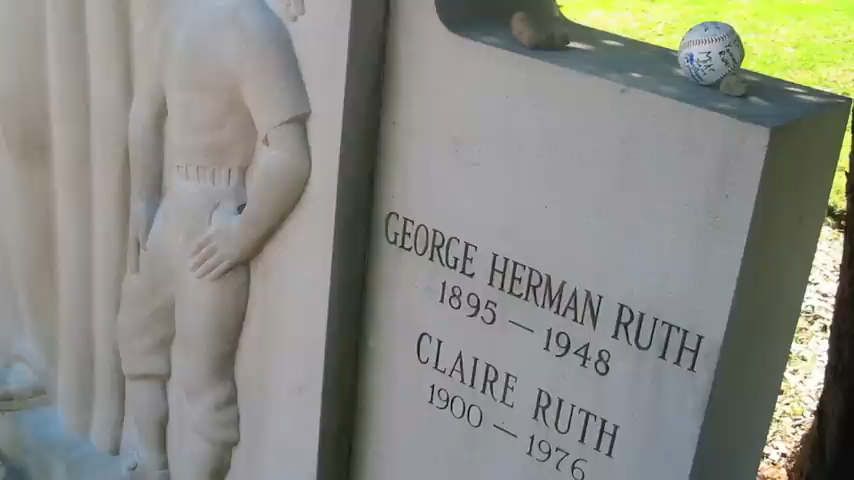 GEORGE HERMAN RUTH
1895 — 1948
CLAIRE RUTH
1900 — 1976